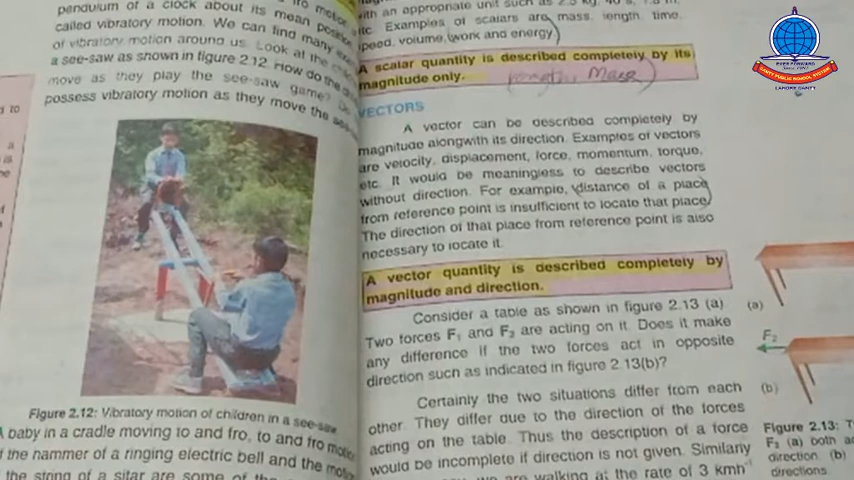 pendulum of a clock about its mean position
called vibratory motion. We can find many
of vibratory motion around us. Look at the
a see-saw as shown in figure 2.12. How do the
move as they play the see-saw game?
possess vibratory motion as they move the
Figure 2.12: Vibratory motion of children in a see-saw.
A baby in a cradle moving to and fro, to and fro motion
the hammer of a ringing electric bell and the
the string of a sitar are some of the
with an appropriate unit such as 2.5 kg, 40 s,
etc. Examples of scalars are mass, length, time,
speed, volume, work and energy.
A scalar quantity is described completely by its
magnitude only.
VECTORS
A vector can be described completely by
magnitude alongwith its direction. Examples of vectors
are velocity, displacement, force, momentum, torque,
etc. It would be meaningless to describe vectors
without direction. For example, distance of a place
from reference point is insufficient to locate that place.
The direction of that place from reference point is also
necessary to locate it.
A vector quantity is described completely by
magnitude and direction.
Consider a table as shown in figure 2.13 (a).
Two forces F₁ and F₂ are acting on it. Does it make
any difference if the two forces act in opposite
direction such as indicated in figure 2.13(b)?
Certainly the two situations differ from each
other. They differ due to the direction of the forces
acting on the table. Thus the description of a force
would be incomplete if direction is not given. Similarly
we are walking at the rate of 3 kmh⁻¹
(a)
F₂
(b)
Figure 2.13:
F₂ (a) both
direction. (b)
directions.
EVER FORWARD
SANTY PUBLIC SCHOOL SYSTEM
LAHORE CANTT